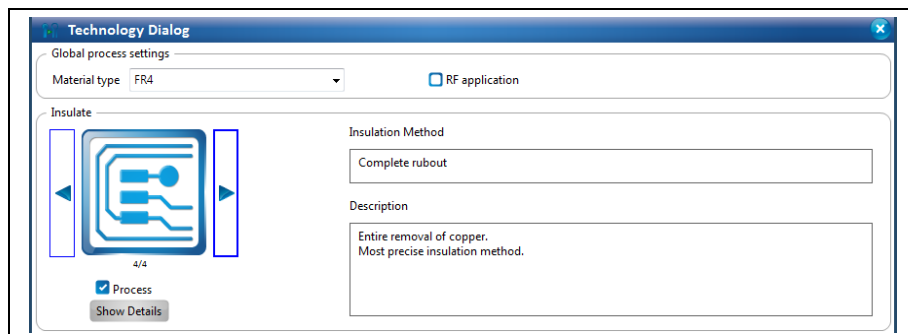 Technology Dialog
Global process settings
Material type FR4 RF application
Insulate
Insulation Method
Complete rubout
Description
Entire removal of copper.
Most precise insulation method.
4/4
Process
Show Details